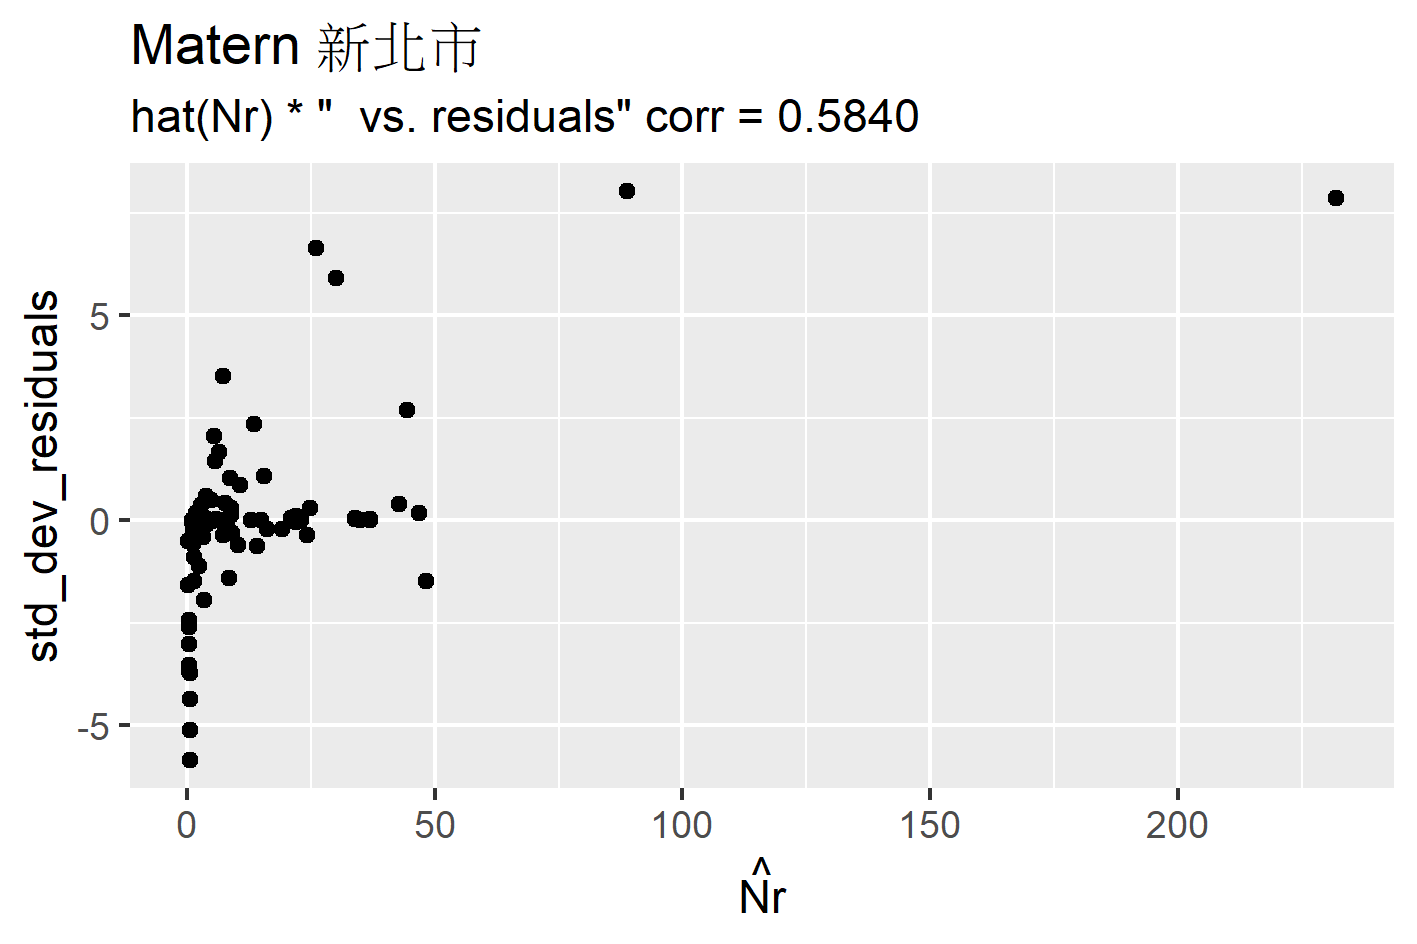 Matern 新北市
hat(Nr) * "  vs. residuals" corr = 0.5840
std_dev_residuals
5
0
-5
0 50 100 150 200
N̂r